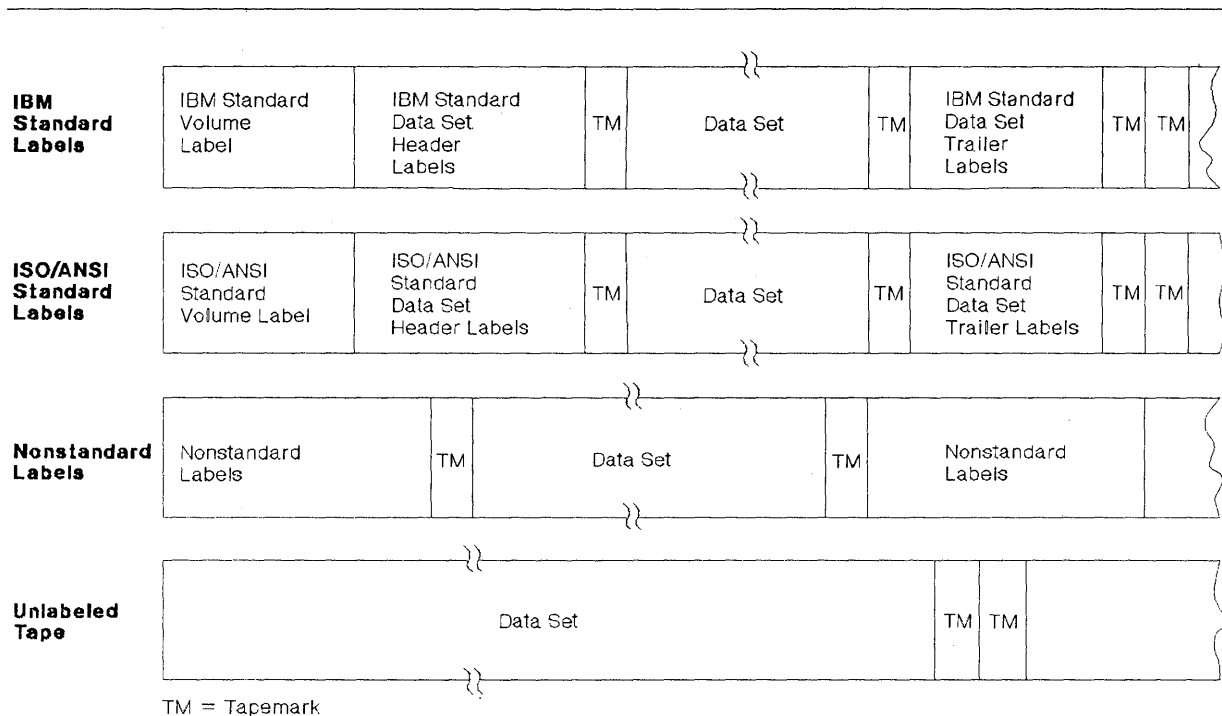 IBM
Standard
Labels
IBM Standard
Volume
Label
IBM Standard
Data Set
Header
Labels
TM
Data Set
TM
IBM Standard
Data Set
Trailer
Labels
TM
TM
ISO/ANSI
Standard
Labels
ISO/ANSI
Standard
Volume Label
ISO/ANSI
Standard
Data Set
Header Labels
TM
Data Set
TM
ISO/ANSI
Standard
Data Set
Trailer Labels
TM
TM
Nonstandard
Labels
Nonstandard
Labels
TM
Data Set
TM
Nonstandard
Labels
Unlabeled
Tape
Data Set
TM
TM
TM = Tapemark